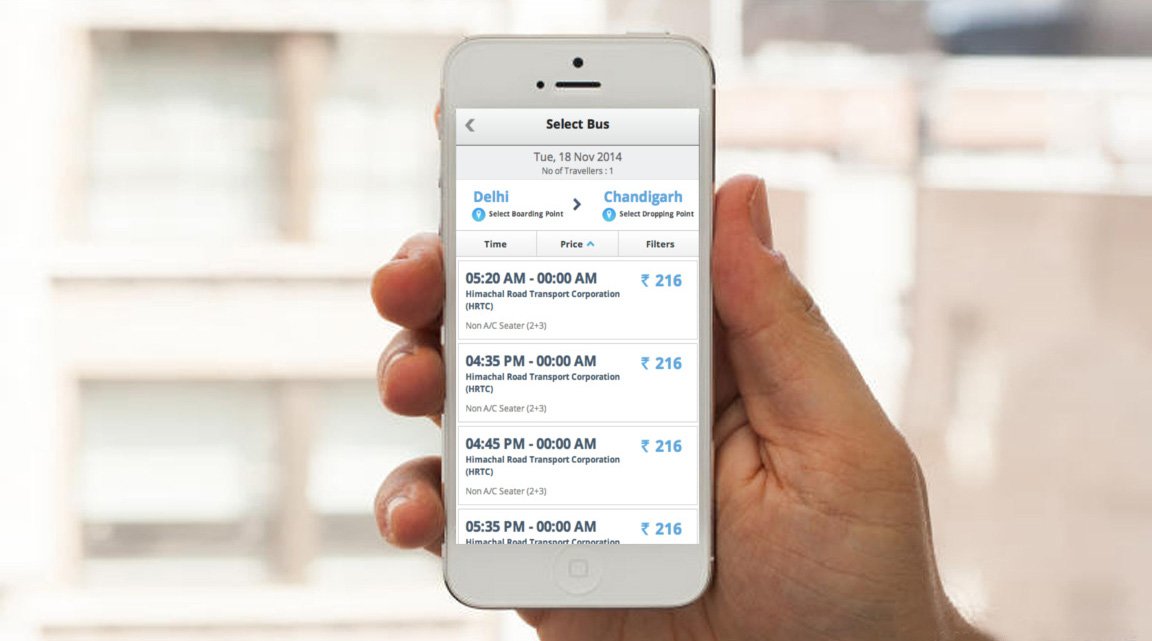 Select Bus
Tue, 18 Nov 2014
No of Travellers : 1
Delhi
Chandigarh
Select Boarding Point
Select Dropping Point
Time
Price
Filters
05:20 AM - 00:00 AM
₹ 216
Himachal Road Transport Corporation
(HRTC)
Non A/C Seater (2+3)
04:35 PM - 00:00 AM
₹ 216
Himachal Road Transport Corporation
(HRTC)
Non A/C Seater (2+3)
04:45 PM - 00:00 AM
₹ 216
Himachal Road Transport Corporation
(HRTC)
Non A/C Seater (2+3)
05:35 PM - 00:00 AM
₹ 216
Himachal Road Transport Corporation